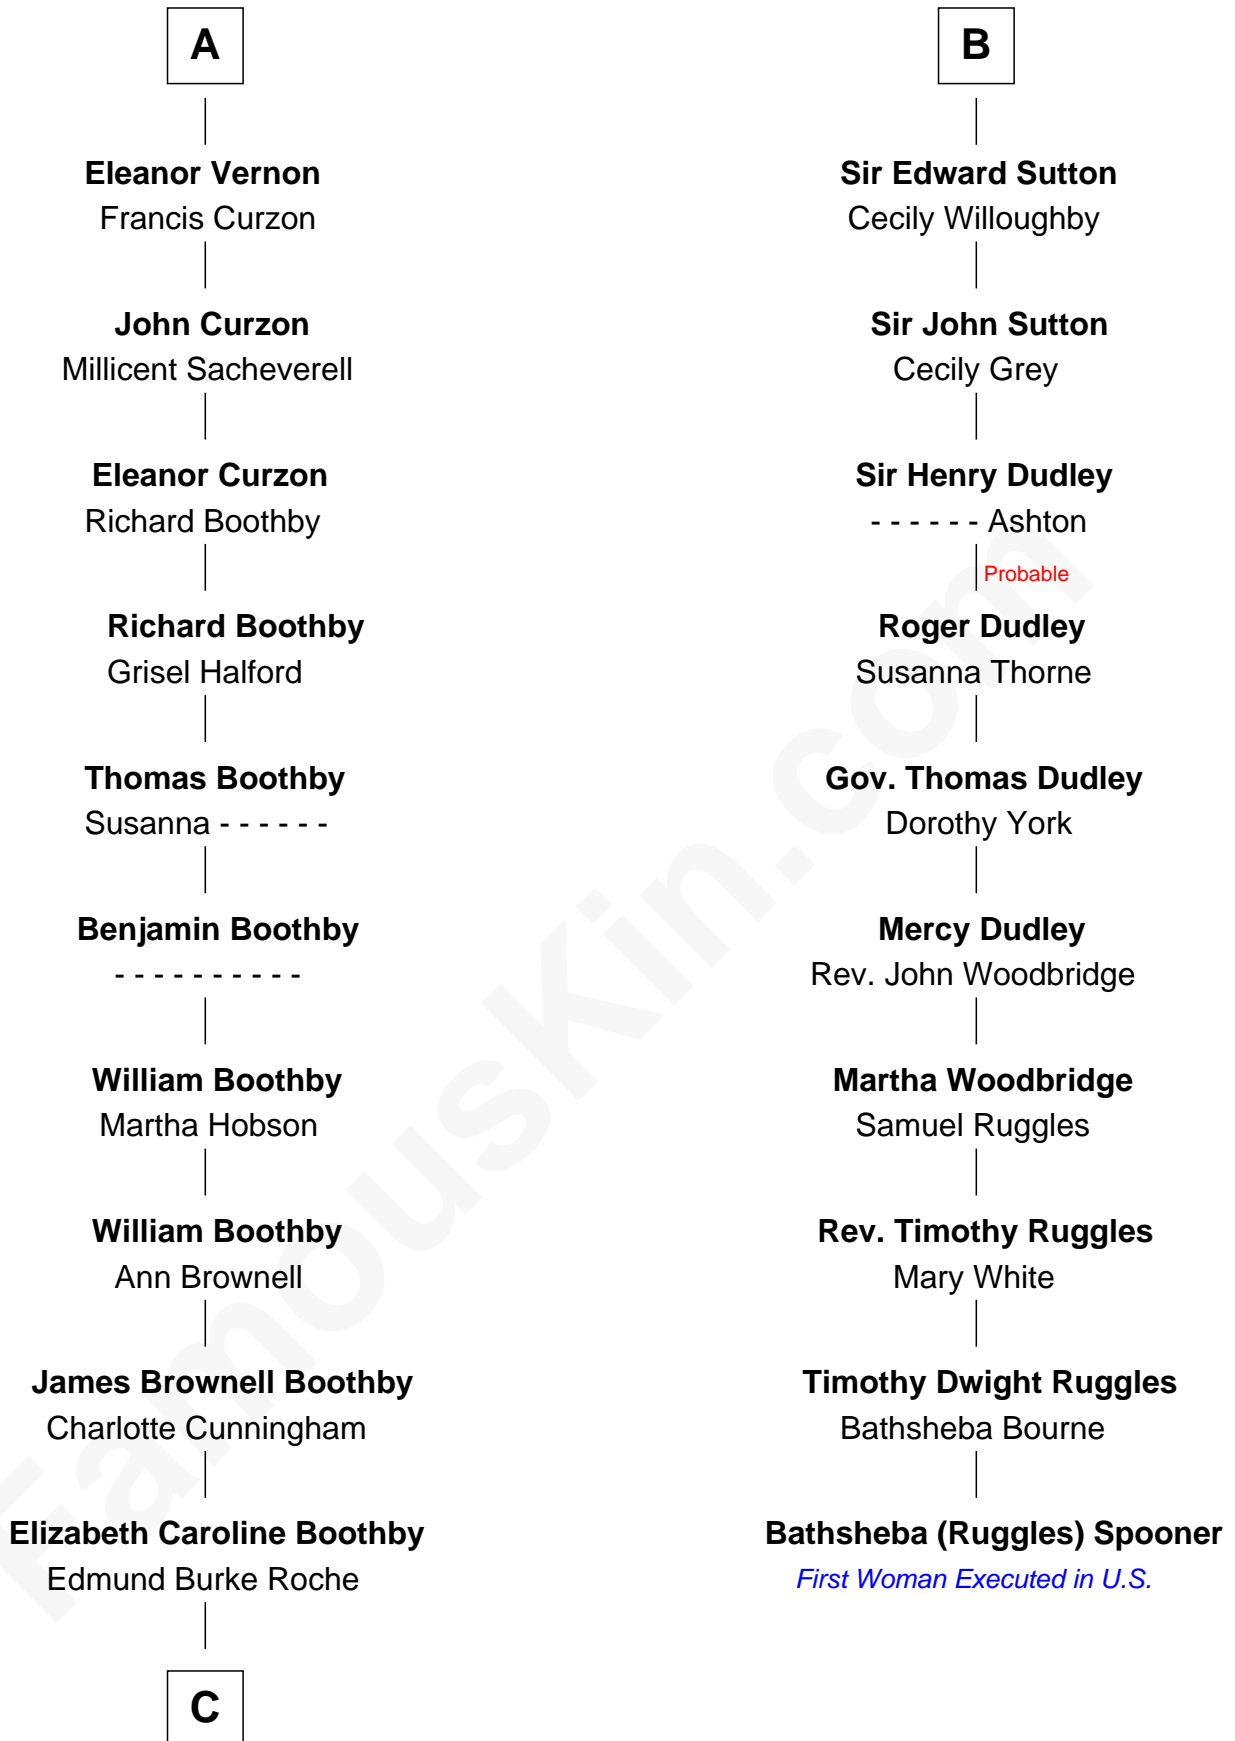 A
Eleanor Vernon
Francis Curzon
John Curzon
Millicent Sacheverell
Eleanor Curzon
Richard Boothby
Richard Boothby
Grisel Halford
Thomas Boothby
Susanna - - - - - -
Benjamin Boothby
- - - - - - - - - -
William Boothby
Martha Hobson
William Boothby
Ann Brownell
James Brownell Boothby
Charlotte Cunningham
Elizabeth Caroline Boothby
Edmund Burke Roche
C
B
Sir Edward Sutton
Cecily Willoughby
Sir John Sutton
Cecily Grey
Sir Henry Dudley
- - - - - - Ashton
Probable
Roger Dudley
Susanna Thorne
Gov. Thomas Dudley
Dorothy York
Mercy Dudley
Rev. John Woodbridge
Martha Woodbridge
Samuel Ruggles
Rev. Timothy Ruggles
Mary White
Timothy Dwight Ruggles
Bathsheba Bourne
Bathsheba (Ruggles) Spooner
First Woman Executed in U.S.
FamousKin.com